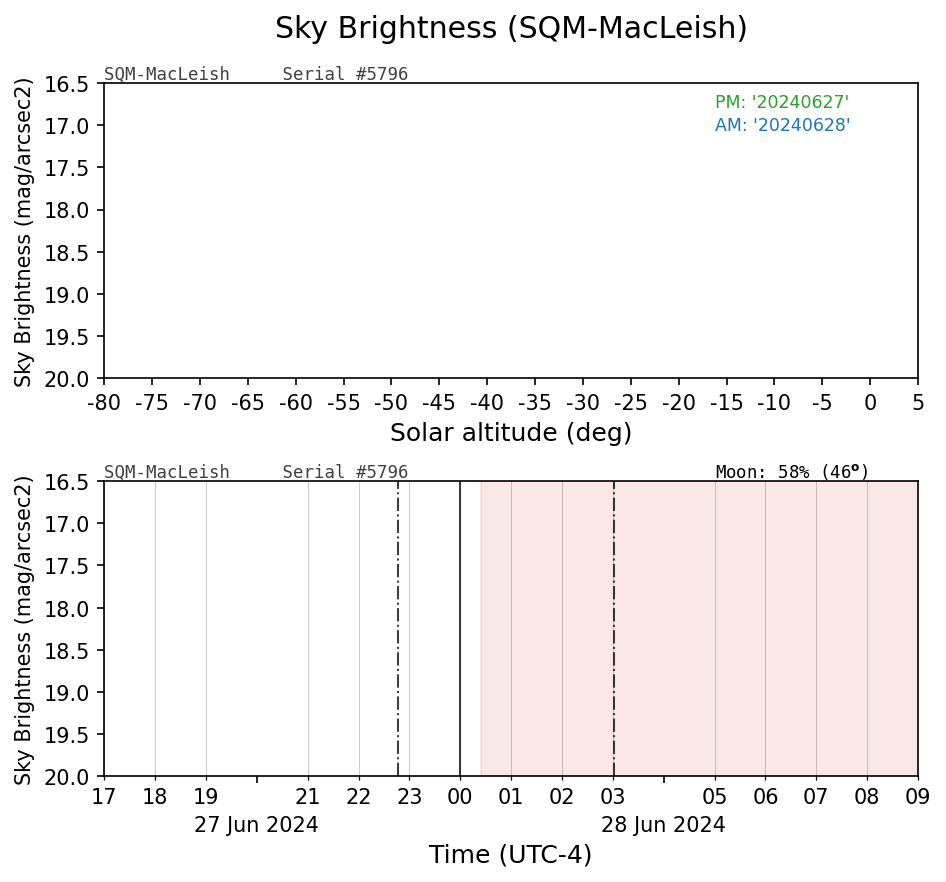 Sky Brightness (SQM-MacLeish)
SQM-MacLeish     Serial #5796
PM: '20240627'
AM: '20240628'
Sky Brightness (mag/arcsec2)
16.5
17.0
17.5
18.0
18.5
19.0
19.5
20.0
-80 -75 -70 -65 -60 -55 -50 -45 -40 -35 -30 -25 -20 -15 -10 -5 0 5
Solar altitude (deg)
SQM-MacLeish     Serial #5796
Moon: 58% (46º)
Sky Brightness (mag/arcsec2)
16.5
17.0
17.5
18.0
18.5
19.0
19.5
20.0
17 18 19 21 22 23 00 01 02 03 05 06 07 08 09
27 Jun 2024 28 Jun 2024
Time (UTC-4)